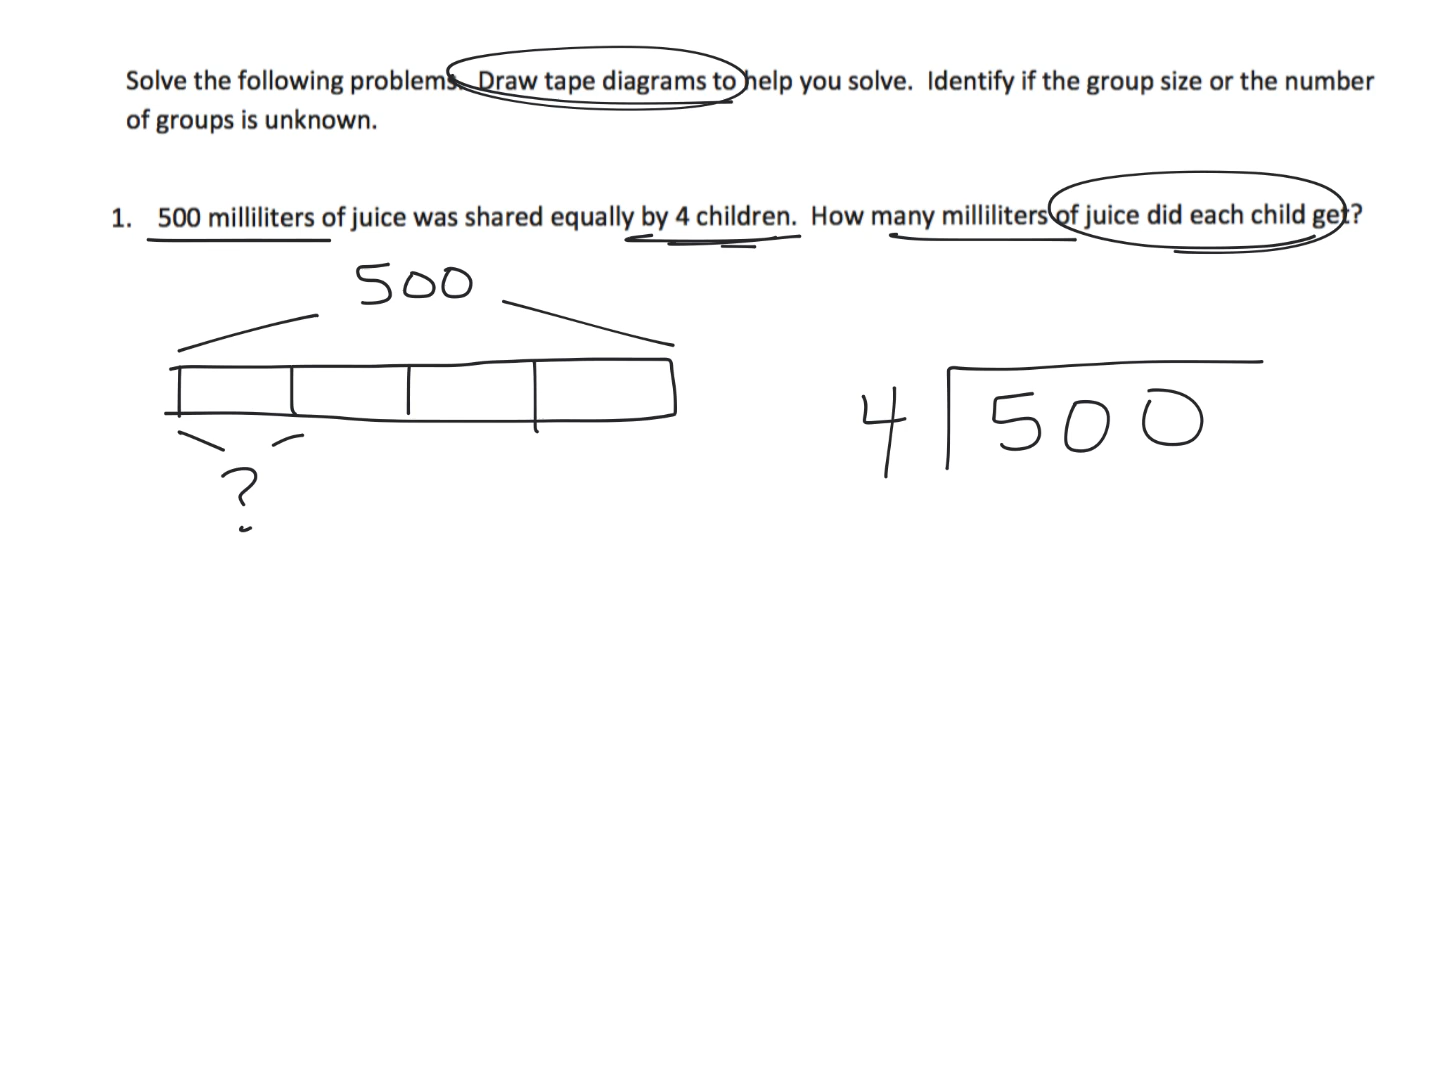 Solve the following problems. Draw tape diagrams to help you solve. Identify if the group size or the number
of groups is unknown.
1. 500 milliliters of juice was shared equally by 4 children. How many milliliters of juice did each child get?
500
4 500
?